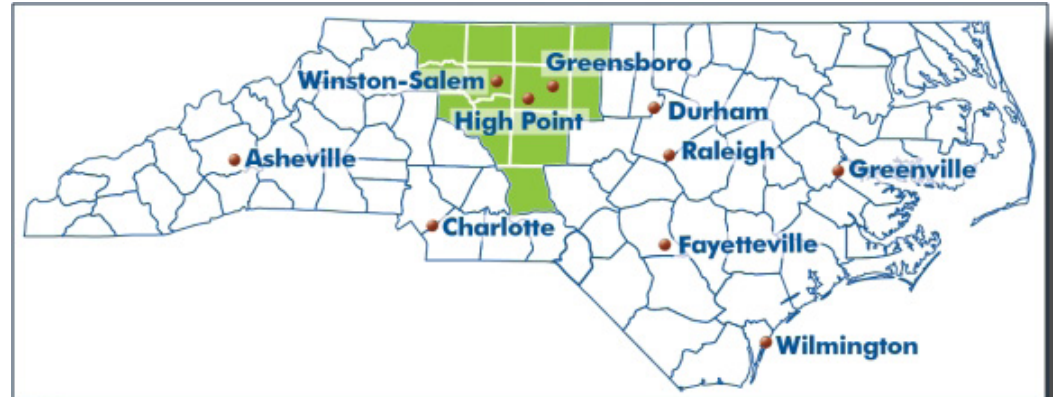 Greensboro
Winston-Salem
Durham
High Point
Raleigh
Asheville
Greenville
Charlotte
Fayetteville
Wilmington